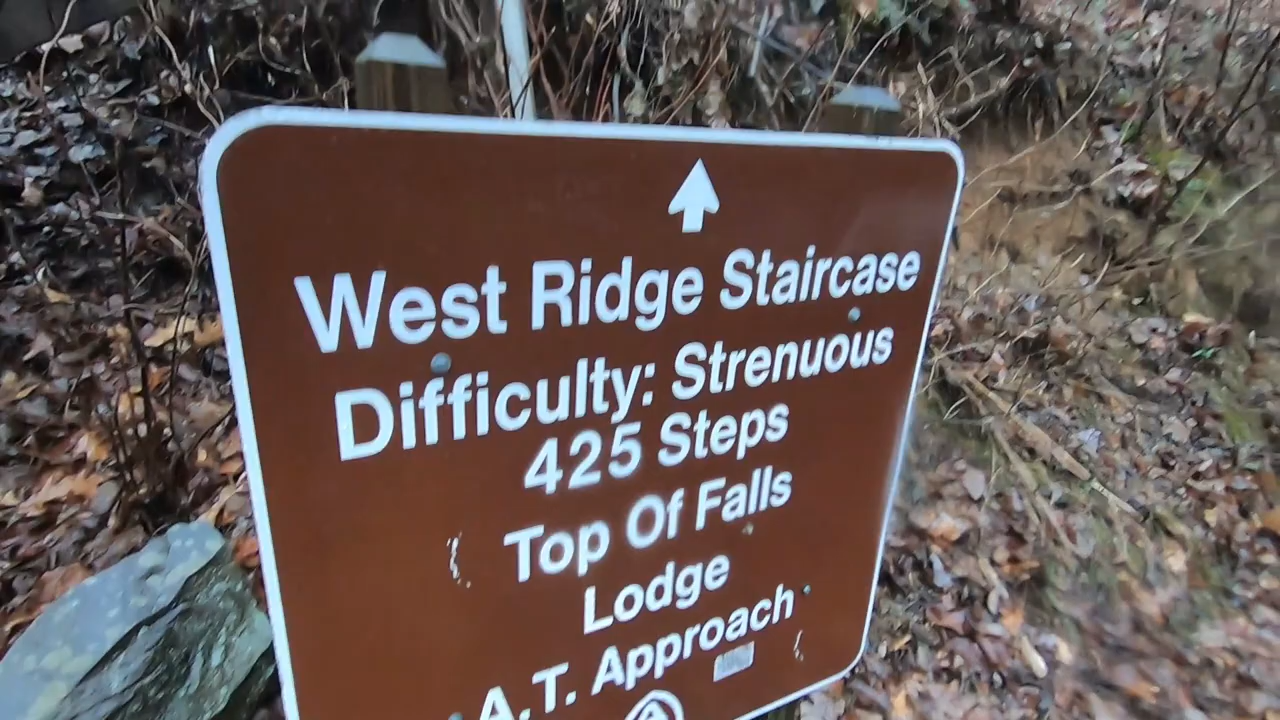 West Ridge Staircase
Difficulty: Strenuous
425 Steps
Top Of Falls
Lodge
A.T. Approach